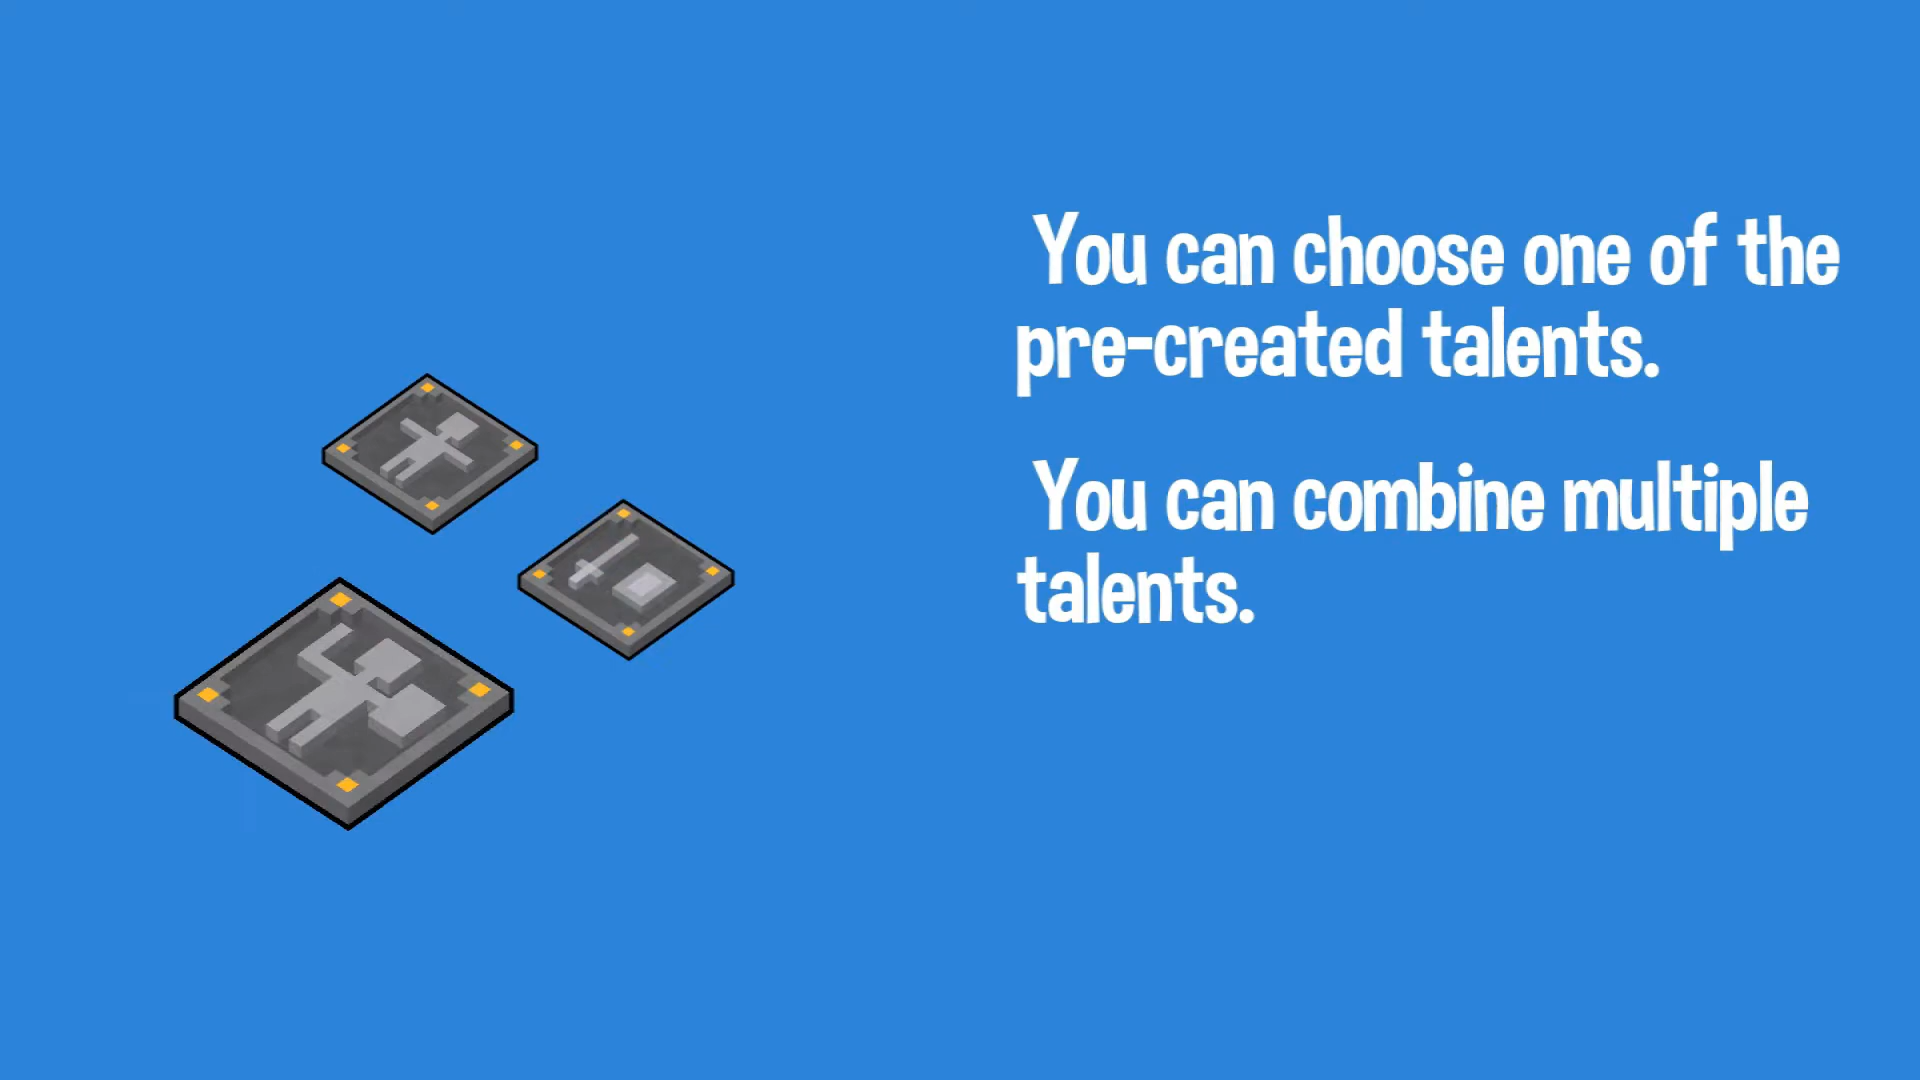 You can choose one of the
pre-created talents.
You can combine multiple
talents.